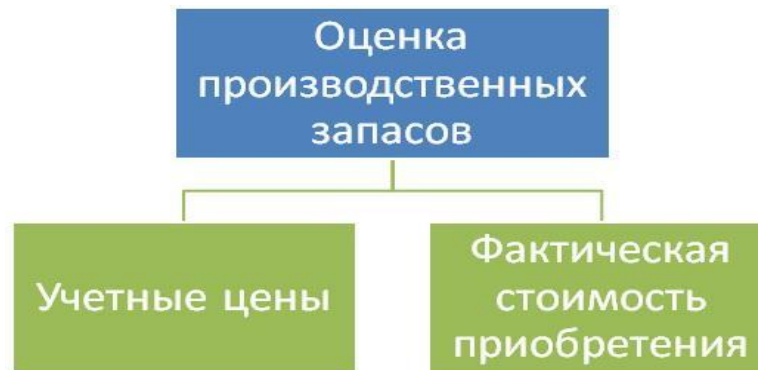 Оценка
производственных
запасов
Учетные цены
Фактическая
стоимость
приобретения